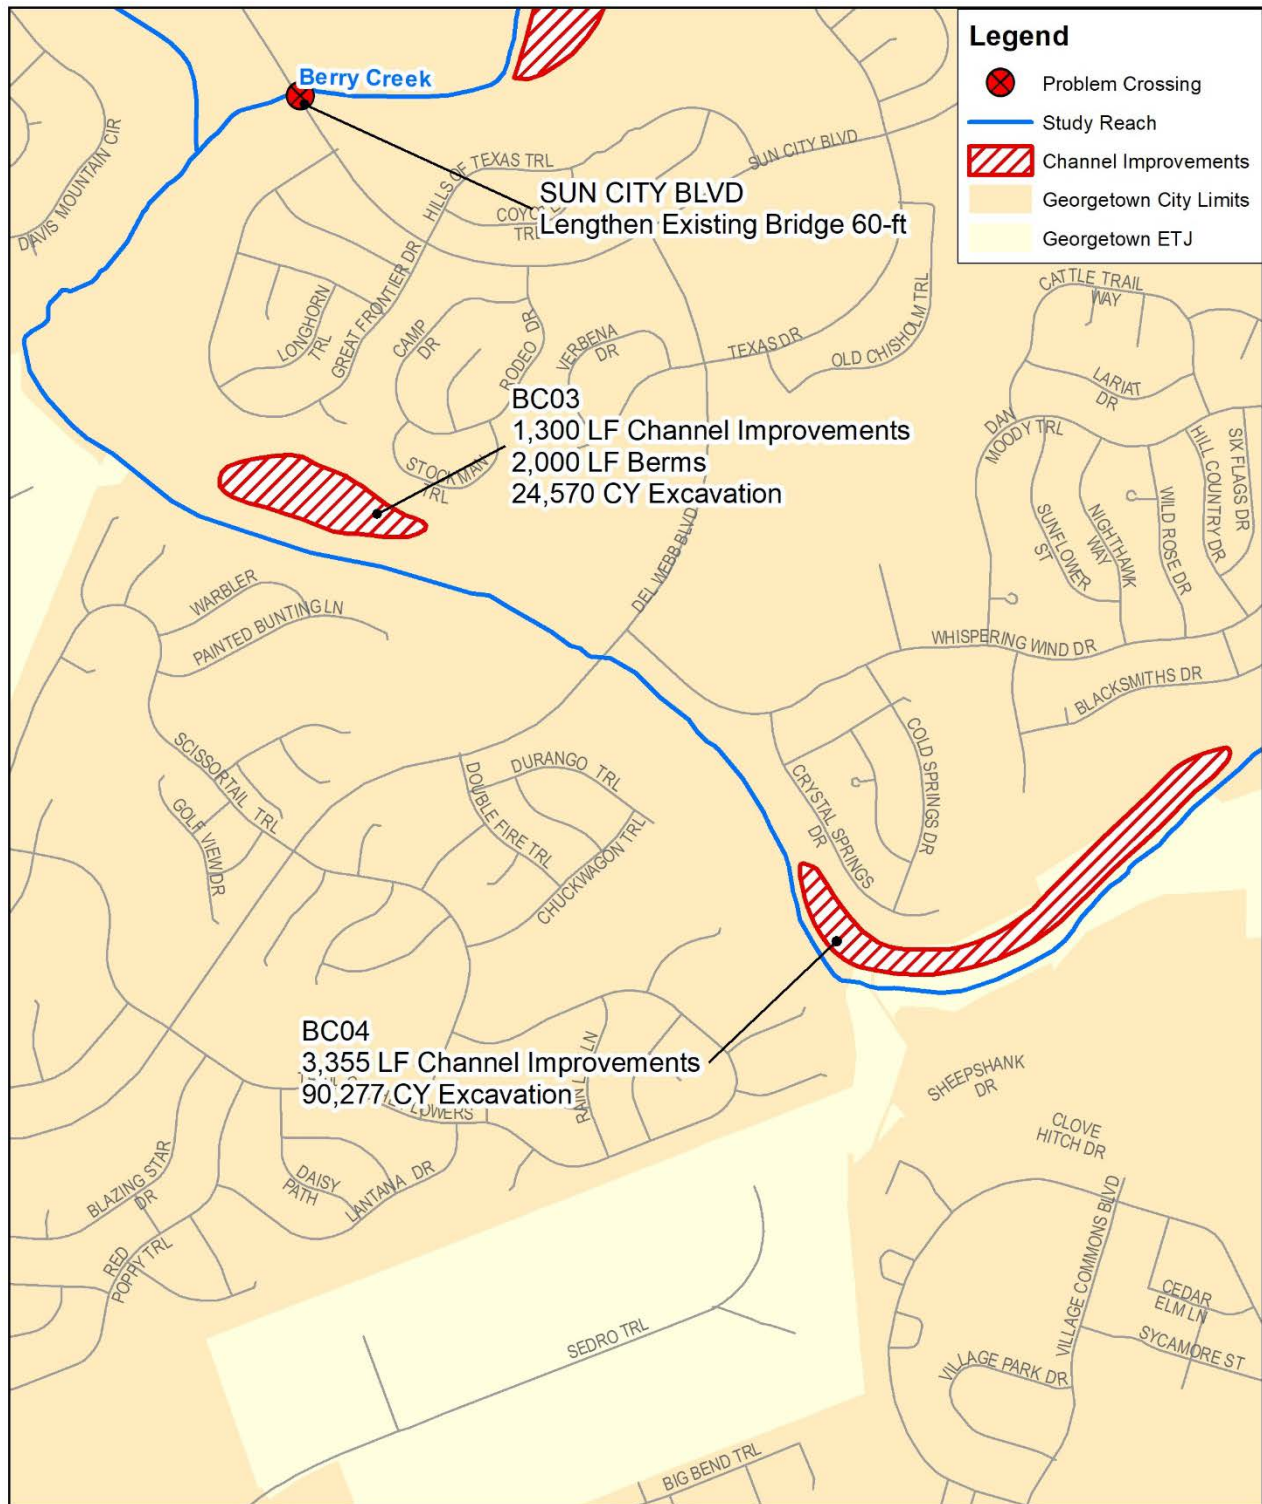 Legend
Problem Crossing
Study Reach
Channel Improvements
Georgetown City Limits
Georgetown ETJ
Berry Creek
DAVIS MOUNTAIN CIR
HILLS OF TEXAS TRL
SUN CITY BLVD
SUN CITY BLVD
Lengthen Existing Bridge 60-ft
TRL
OLD CHISHOLM TRL
CATTLE TRAIL
WAY
LONGHORN
TRL
GREAT FRONTIER DR
CAMP
DR
RODEO DR
VERBENA
DR
TEXAS DR
LARIAT
DR
BC03
1,300 LF Channel Improvements
2,000 LF Berms
24,570 CY Excavation
STOCKMAN
TRL
DAN
MOODY TRL
SUNFLOWER
ST
NIGHTHAWK
WAY
WILD ROSE DR
HILL COUNTRY DR
SIX FLAGS DR
DEL WEBB BLVD
WARBLER
PAINTED BUNTING LN
WHISPERING WIND DR
BLACKSMITHS DR
SCISSORTAIL TRL
GOLF VIEW DR
DURANGO TRL
DOUBLE FIRE TRL
CHUCKWAGON TRL
CRYSTAL SPRINGS
DR
COLD SPRINGS DR
BC04
3,355 LF Channel Improvements
90,277 CY Excavation
LN
SHEEPSHANK
DR
CLOVE
HITCH DR
BLAZING STAR
DR
DAISY
PATH
LANTANA DR
RED
POPPY TRL
SEDRO TRL
VILLAGE COMMONS BLVD
CEDAR
ELM LN
SYCAMORE ST
VILLAGE PARK DR
BIG BEND TRL